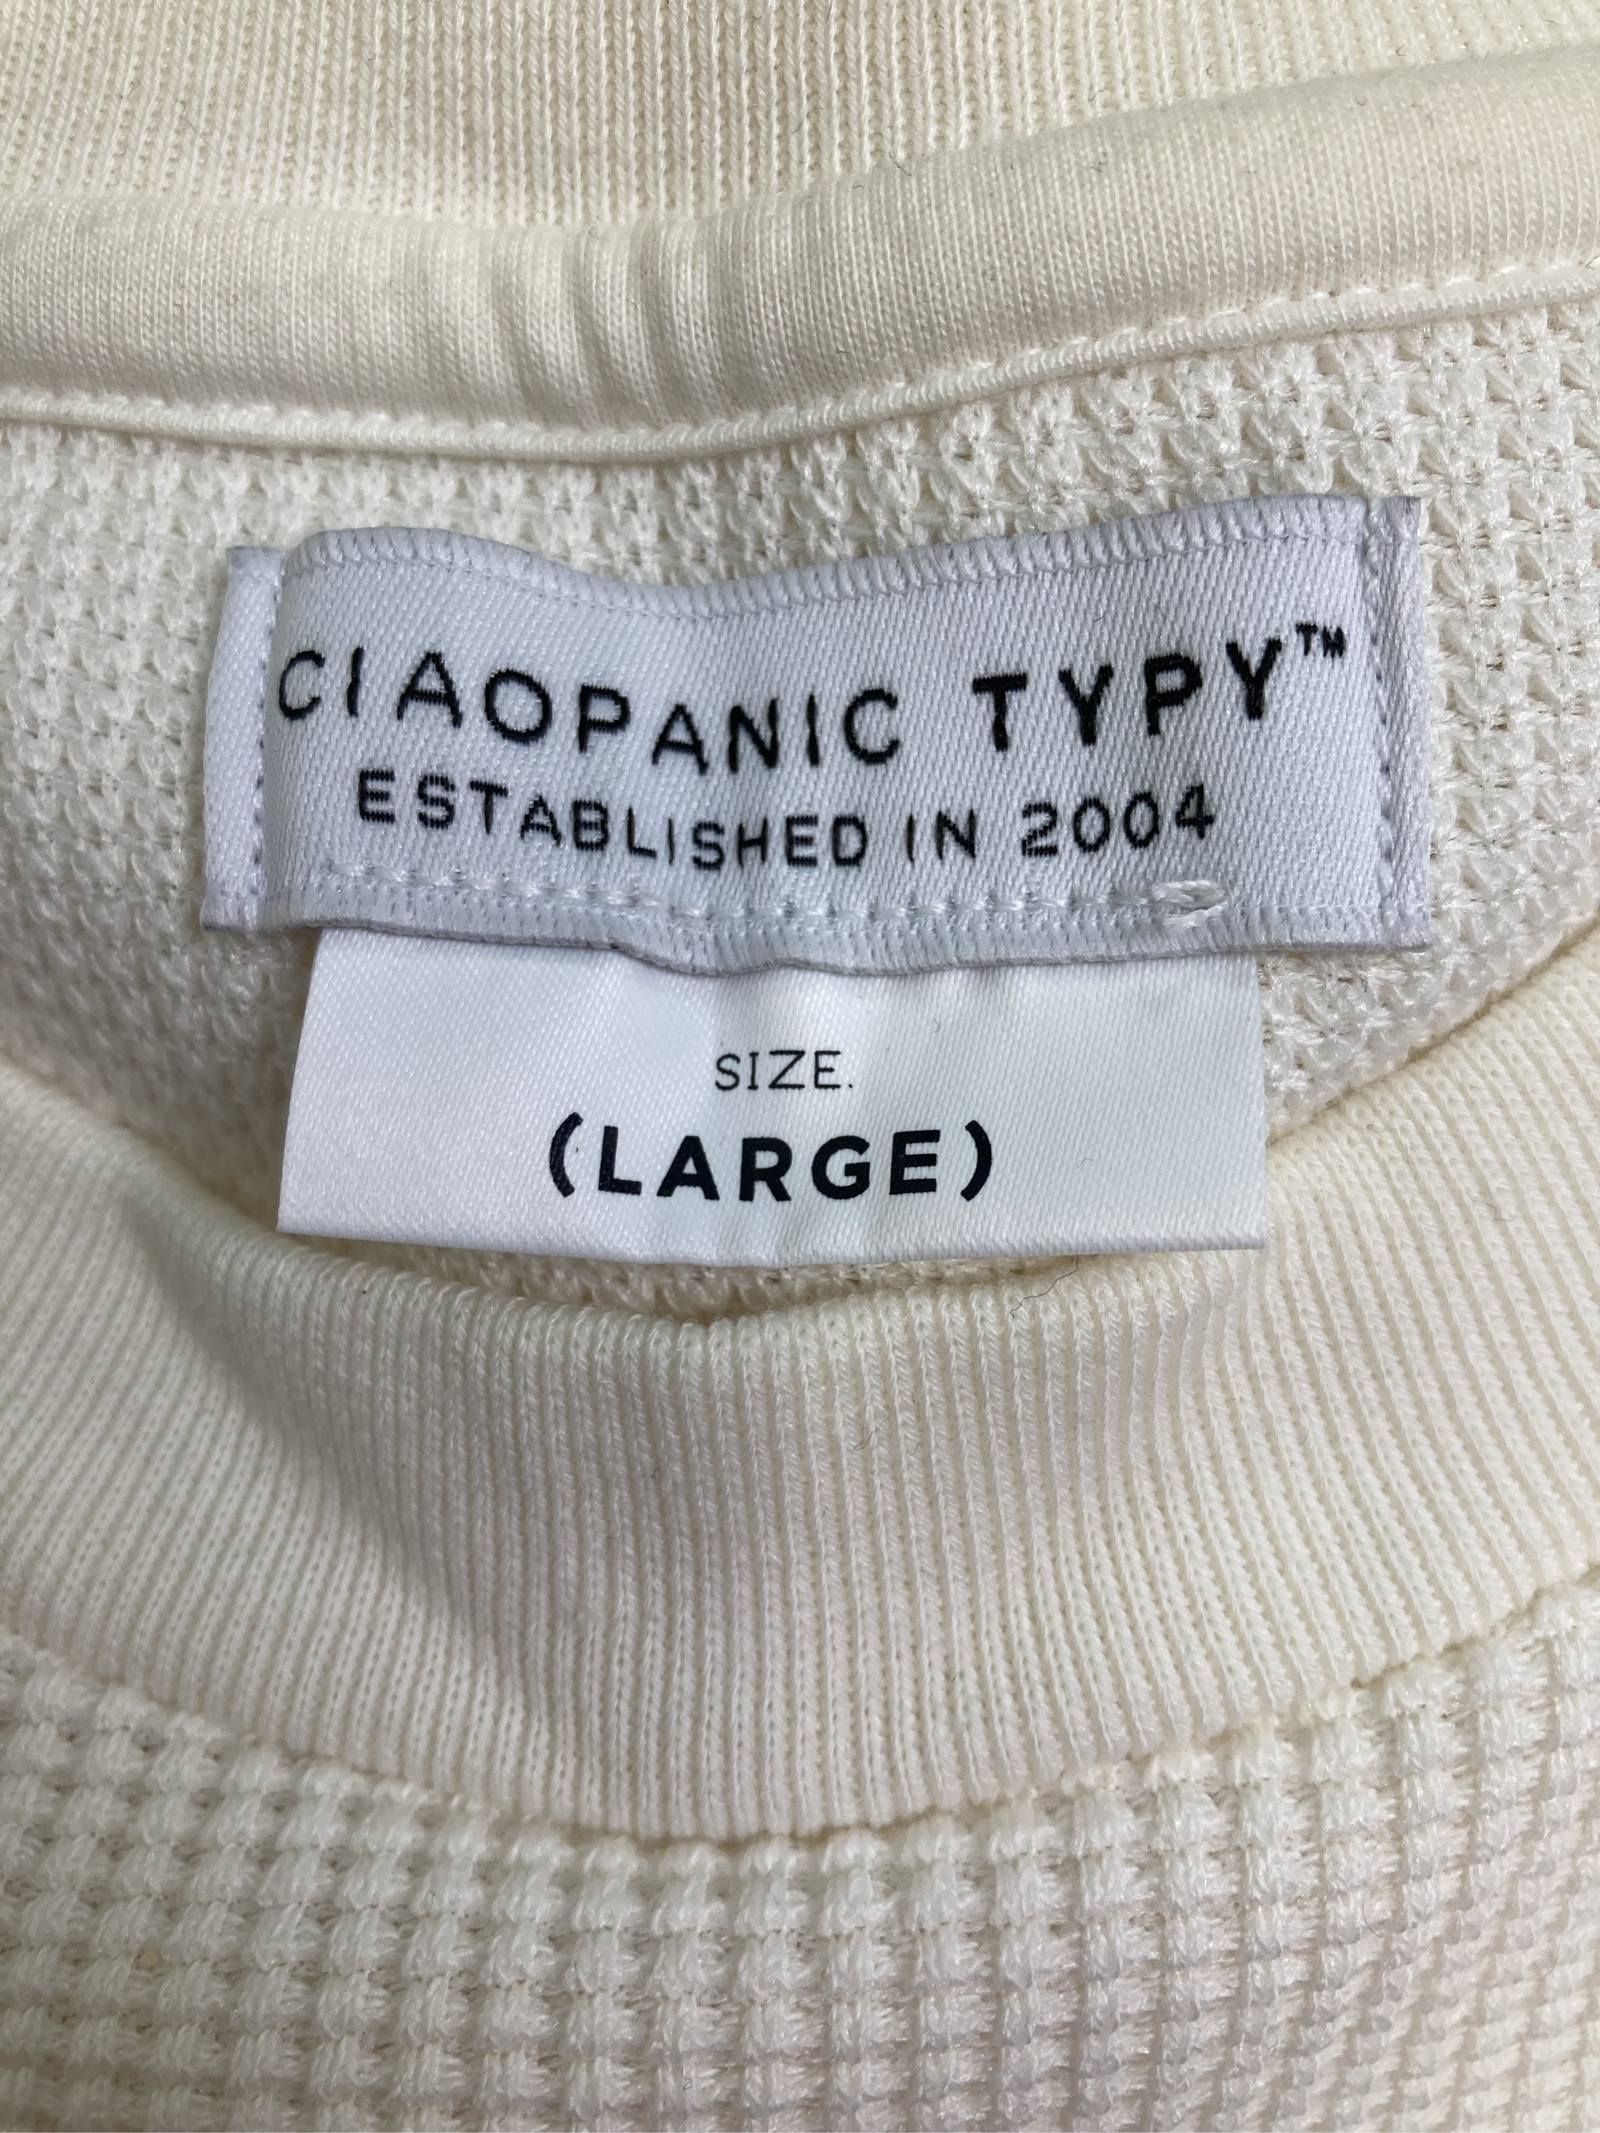 CIAOPANIC TYPY™
ESTABLISHED IN 2004
SIZE.
(LARGE)